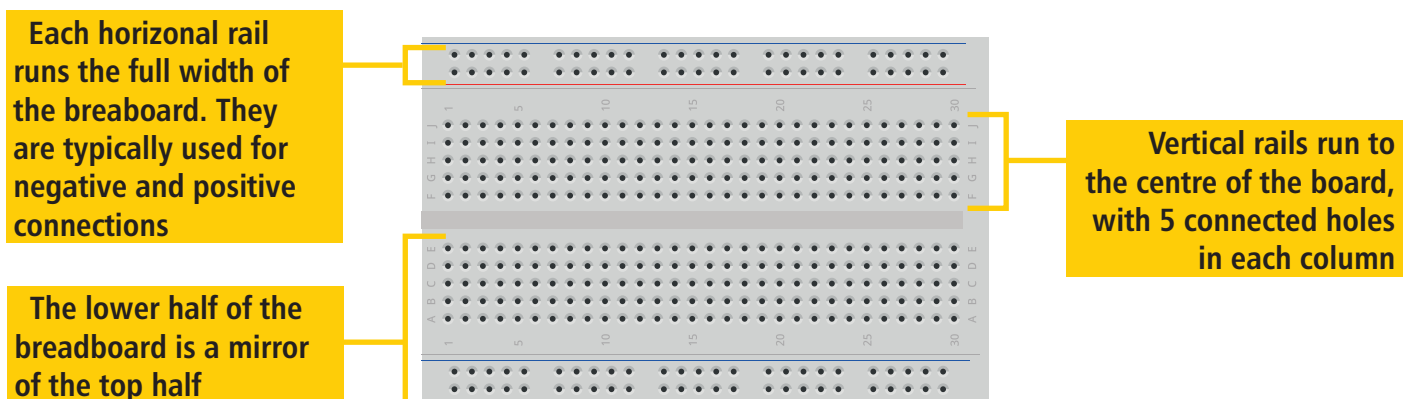 Each horizonal rail
runs the full width of
the breaboard. They
are typically used for
negative and positive
connections
The lower half of the
breadboard is a mirror
of the top half
1 5 10 15 20 25 30
J J
I I
H H
G G
F F
E E
D D
C C
B B
A A
1 5 10 15 20 25 30
Vertical rails run to
the centre of the board,
with 5 connected holes
in each column